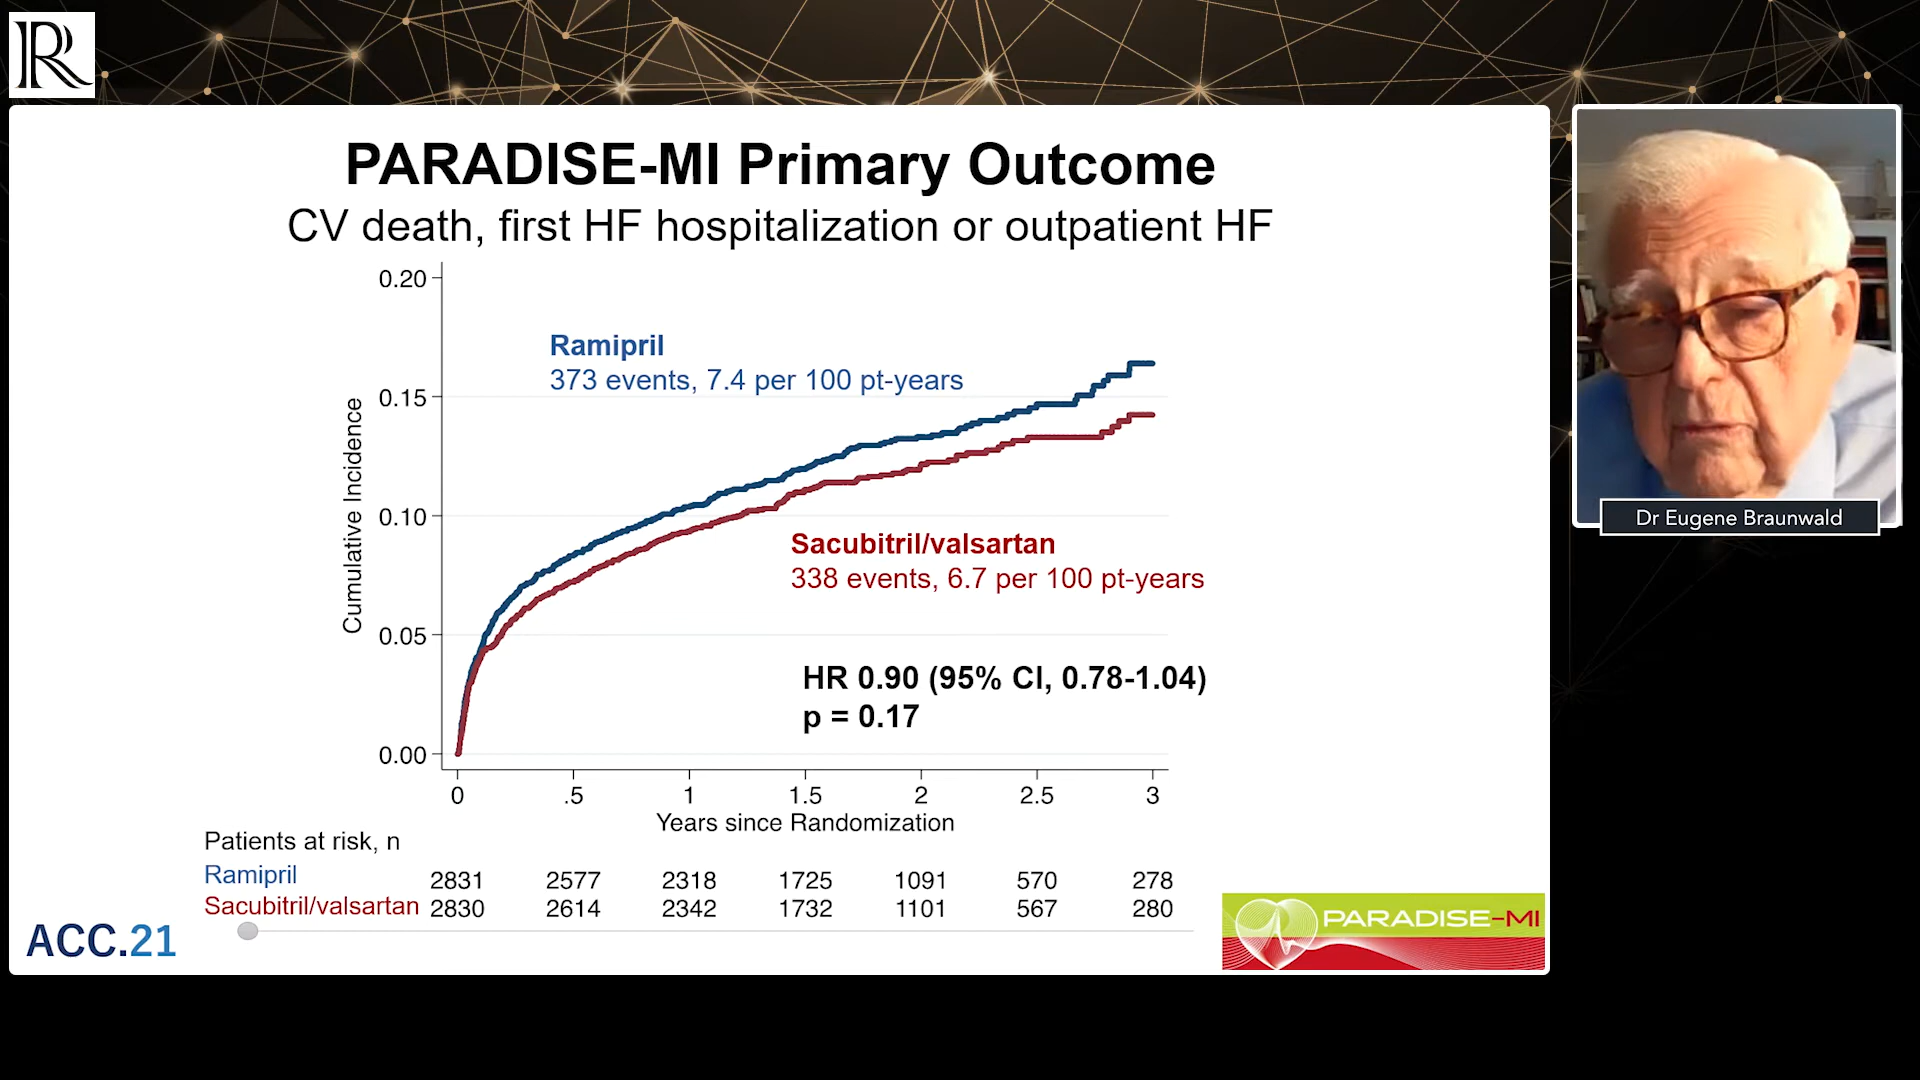 R
PARADISE-MI Primary Outcome
CV death, first HF hospitalization or outpatient HF
0.20
0.15
0.10
0.05
0.00
Cumulative Incidence
Ramipril
373 events, 7.4 per 100 pt-years
Sacubitril/valsartan
338 events, 6.7 per 100 pt-years
HR 0.90 (95% CI, 0.78-1.04)
p = 0.17
0 .5 1 1.5 2 2.5 3
Years since Randomization
Patients at risk, n
Ramipril 2831 2577 2318 1725 1091 570 278
Sacubitril/valsartan 2830 2614 2342 1732 1101 567 280
ACC.21
PARADISE-MI
Dr Eugene Braunwald